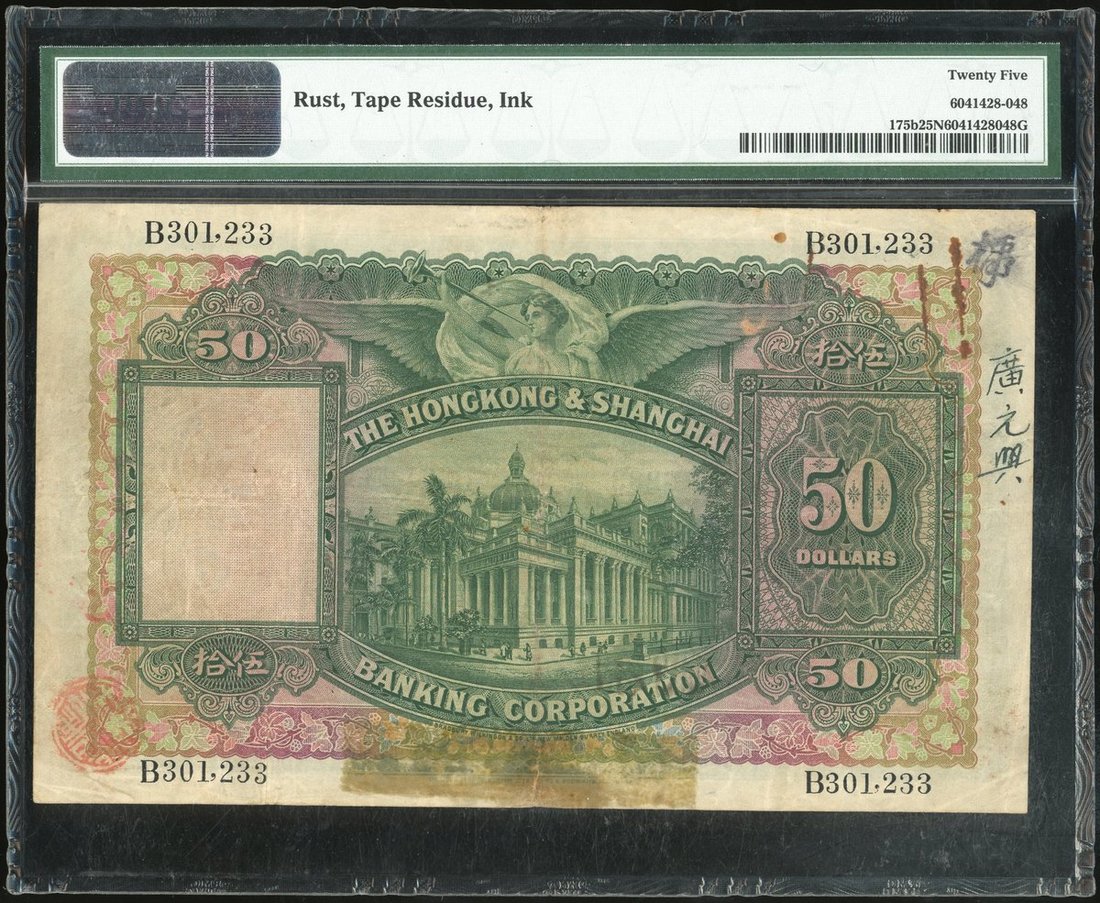 Rust, Tape Residue, Ink
Twenty Five
6041428-048
175b25N6041428048G
B301,233
B301,233
50
拾伍
THE HONGKONG & SHANGHAI
50
DOLLARS
廣元興
BANKING CORPORATION
拾伍
50
B301,233
B301,233